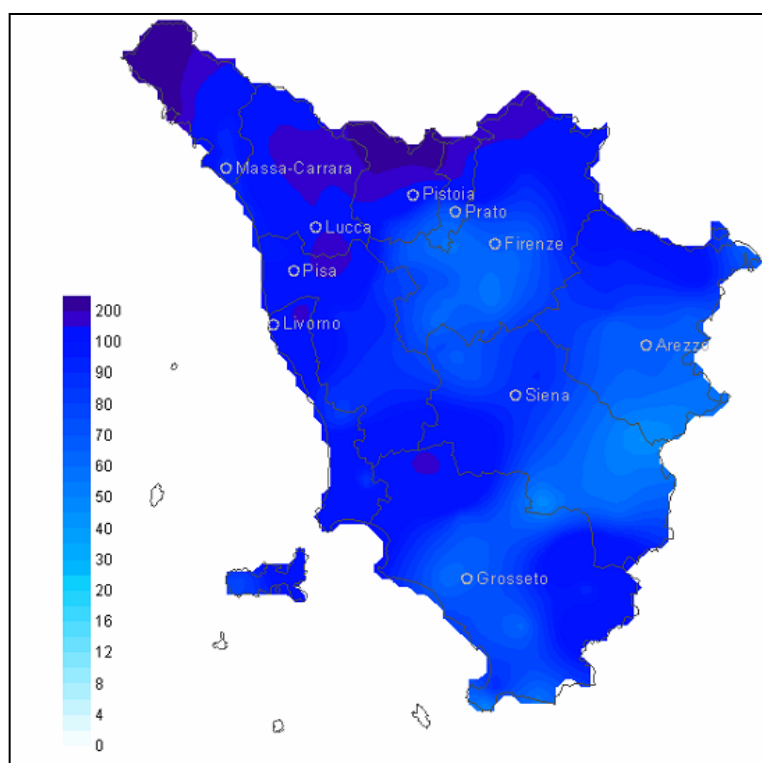 Massa-Carrara
Pistoia
Prato
Lucca
Firenze
Pisa
Livorno
Arezzo
Siena
Grosseto
200
100
90
70
60
50
40
30
20
16
12
8
4
0